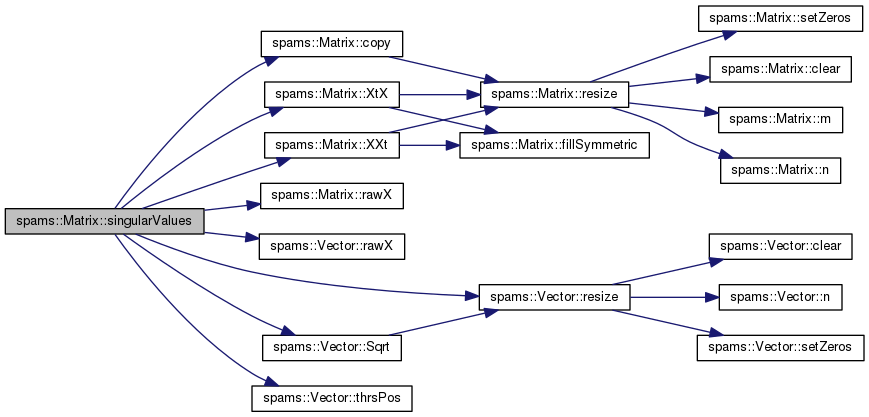 spams::Matrix::singularValues
spams::Matrix::copy
spams::Matrix::XtX
spams::Matrix::XXt
spams::Matrix::rawX
spams::Vector::rawX
spams::Vector::Sqrt
spams::Vector::thrsPos
spams::Matrix::resize
spams::Matrix::fillSymmetric
spams::Vector::resize
spams::Matrix::setZeros
spams::Matrix::clear
spams::Matrix::m
spams::Matrix::n
spams::Vector::clear
spams::Vector::n
spams::Vector::setZeros